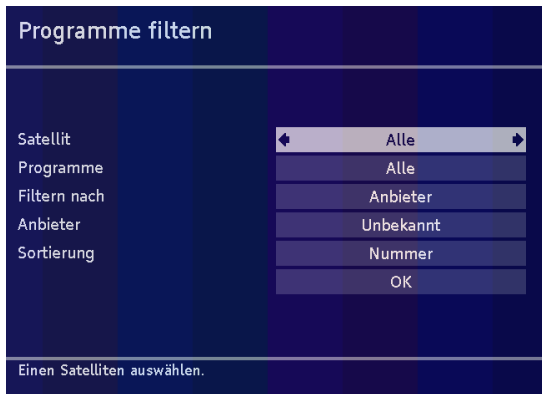 Programme filtern
Satellit Alle
Programme Alle
Filtern nach Anbieter
Anbieter Unbekannt
Sortierung Nummer
OK
Einen Satelliten auswählen.